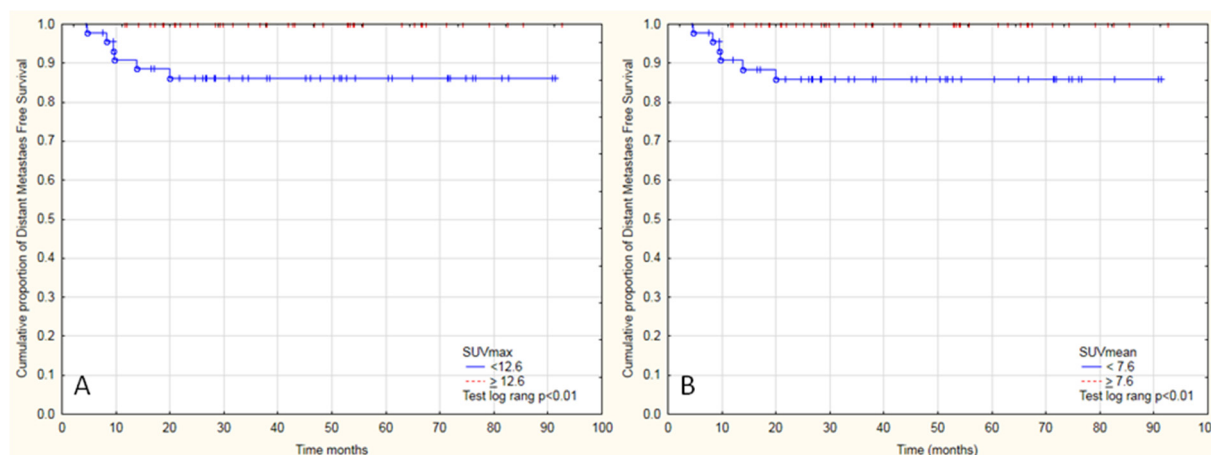 Cumulative proportion of Distant Metastaes Free Survival
1.0
0.9
0.8
0.7
0.6
0.5
0.4
0.3
0.2
0.1
0.0
A
SUVmax
<12.6
≥ 12.6
Test log rang p<0.01
0 10 20 30 40 50 60 70 80 90 100
Time months
Cumulative proportion of Distant Metastaes Free Survival
1.0
0.9
0.8
0.7
0.6
0.5
0.4
0.3
0.2
0.1
0.0
B
SUVmean
< 7.6
≥ 7.6
Test log rang p<0.01
0 10 20 30 40 50 60 70 80 90 100
Time (months)